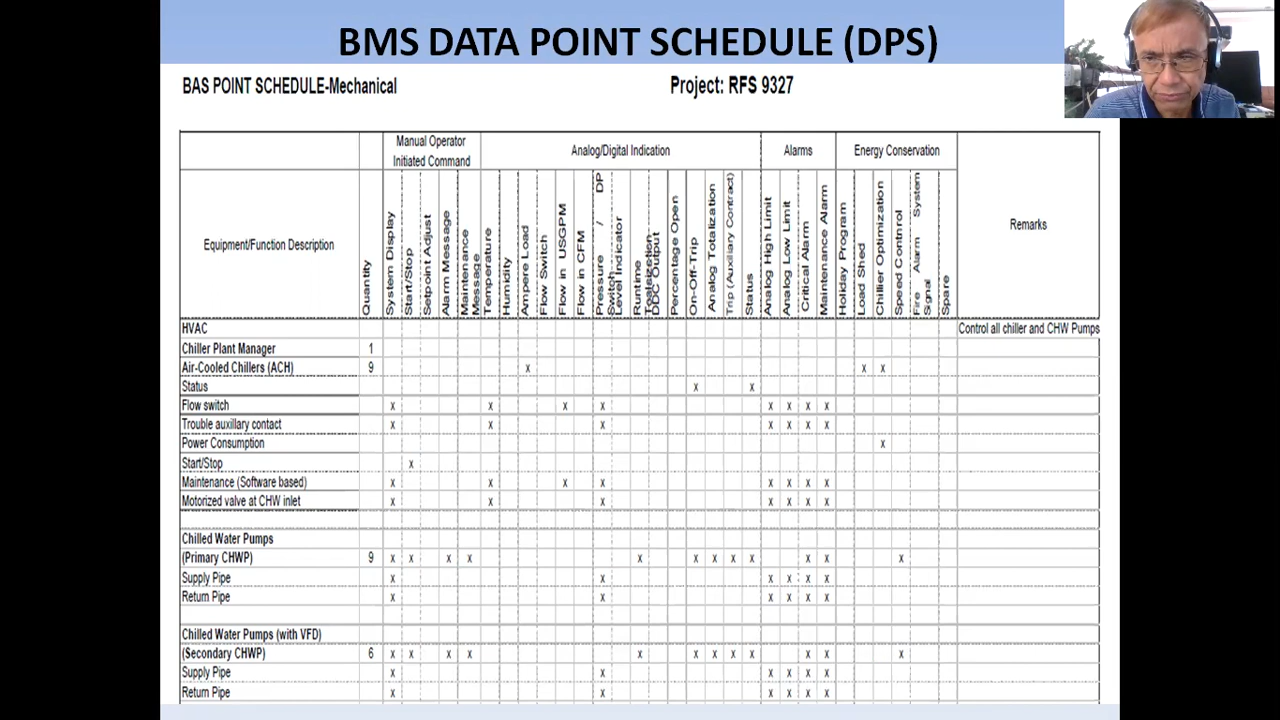 BMS DATA POINT SCHEDULE (DPS)
BAS POINT SCHEDULE-Mechanical Project: RFS 9327
Equipment/Function Description Quantity Manual Operator Initiated Command Analog/Digital Indication Alarms Energy Conservation Remarks
System Display
Start/Stop
Setpoint Adjust
Alarm Message
Maintenance Message
Temperature
Humidity
Ampere Load
Flow Switch
Flow in USGPM
Flow in CFM
Pressure / DP Switch
Level Indicator
Runtime
DDC Output
Percentage Open
On-Off-Trip
Analog Totalization
Trip (Auxiliary Contract)
Status
Analog High Limit
Analog Low Limit
Critical Alarm
Maintenance Alarm
Holiday Program
Load Shed
Chillier Optimization
Speed Control
Fire Alarm System Signal
Spare
HVAC Control all chiller and CHW Pumps
Chiller Plant Manager 1
Air-Cooled Chillers (ACH) 9 x x x
Status x x
Flow switch x x x x x x x x
Trouble auxillary contact x x x x x x x
Power Consumption x
Start/Stop x
Maintenance (Software based) x x x x x x x x
Motorized valve at CHW inlet x x x x x x x
Chilled Water Pumps
(Primary CHWP) 9 x x x x x x x x x x x x
Supply Pipe x x x x x x
Return Pipe x x x x x x
Chilled Water Pumps (with VFD)
(Secondary CHWP) 6 x x x x x x x x x x x x
Supply Pipe x x x x x x
Return Pipe x x x x x x